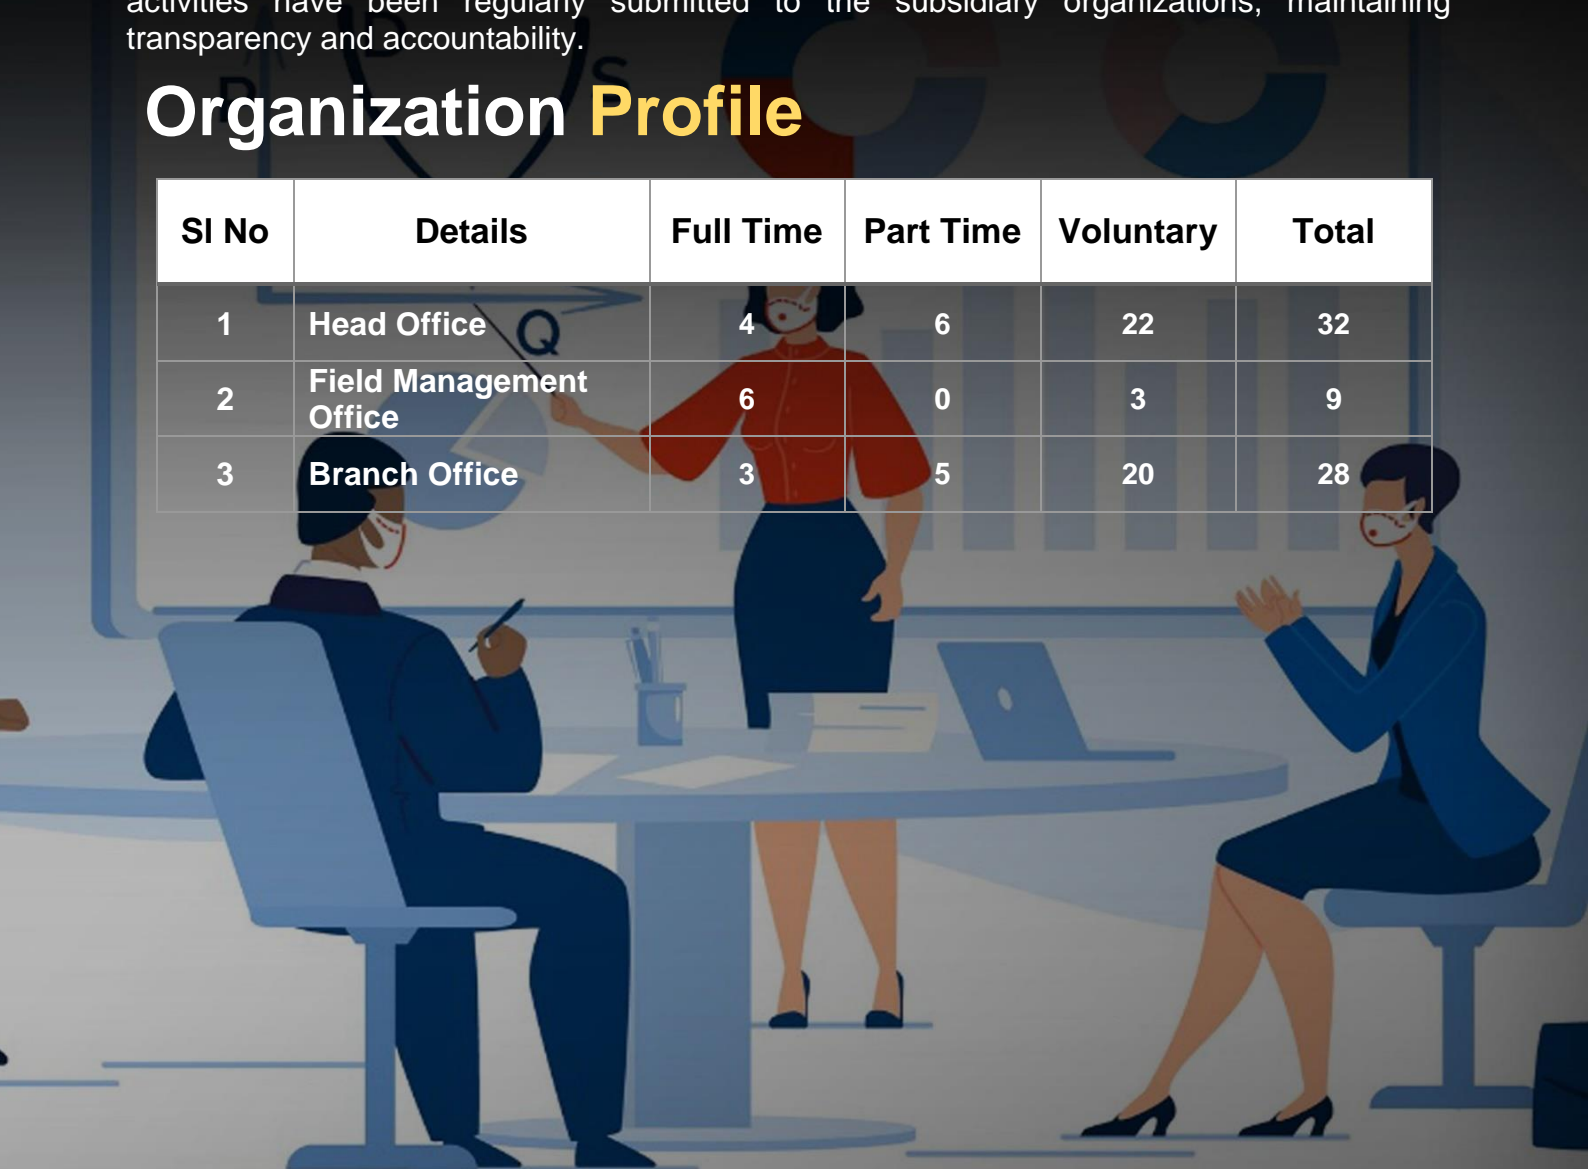 activities have been regularly submitted to the subsidiary organizations, maintaining
transparency and accountability.
D
P
S
Organization Profile
Sl No Details Full Time Part Time Voluntary Total
1 Head Office 4 6 22 32
Q
2 Field Management Office 6 0 3 9
3 Branch Office 3 5 20 28